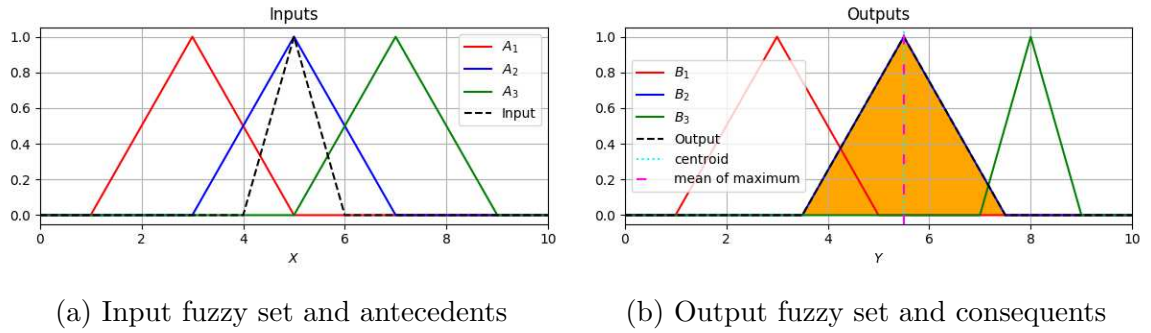 Inputs
1.0
0.8
0.6
0.4
0.2
0.0
A1
A2
A3
Input
0 2 4 6 8 10
X
(a) Input fuzzy set and antecedents
Outputs
1.0
0.8
0.6
0.4
0.2
0.0
B1
B2
B3
Output
centroid
mean of maximum
0 2 4 6 8 10
Y
(b) Output fuzzy set and consequents